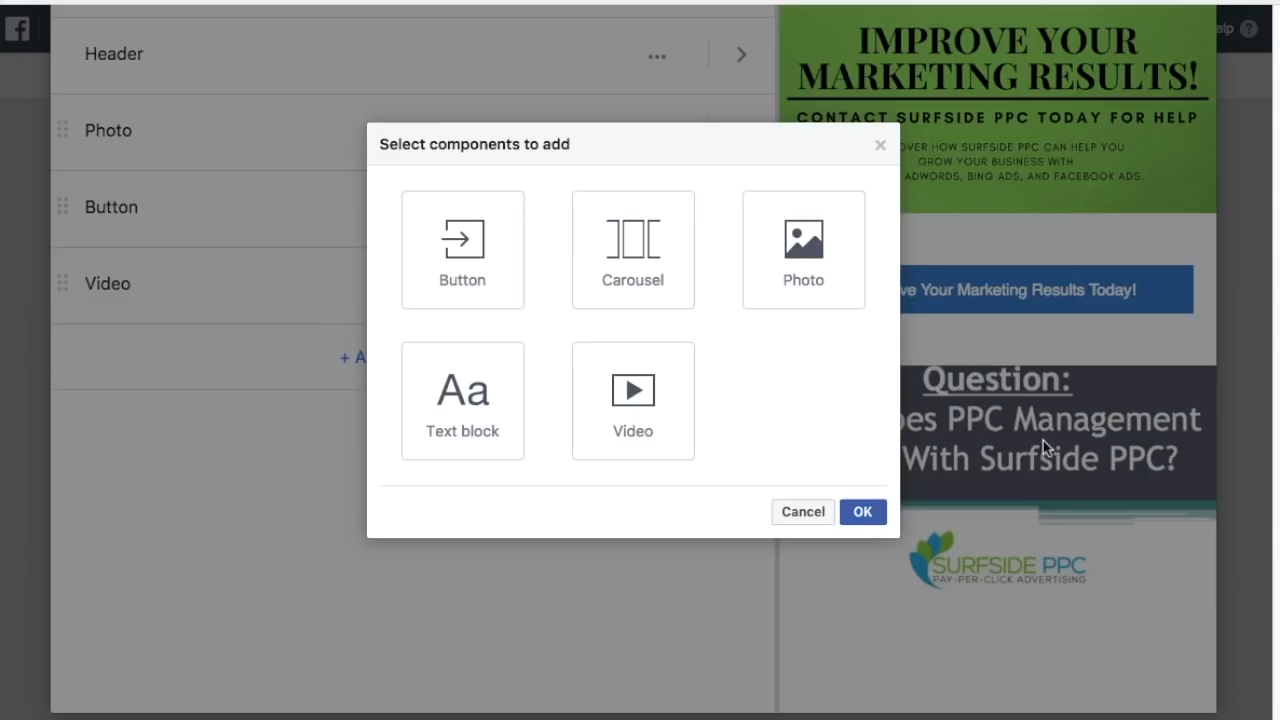 elp ?
Header
Photo
Button
Video
+ A
Select components to add
Button
Carousel
Photo
Aa
Text block
Video
Cancel
OK
IMPROVE YOUR
MARKETING RESULTS!
CONTACT SURFSIDE PPC TODAY FOR HELP
OVER HOW SURFSIDE PPC CAN HELP YOU
GROW YOUR BUSINESS WITH
ADWORDS, BING ADS, AND FACEBOOK ADS.
ve Your Marketing Results Today!
Question:
oes PPC Management
With Surfside PPC?
SURFSIDE PPC
PAY-PER-CLICK ADVERTISING